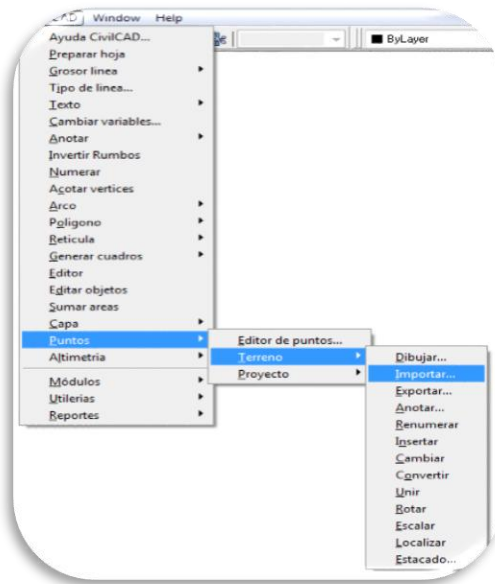 CAD Window Help
ByLayer
Ayuda CivilCAD...
Preparar hoja
Grosor linea
Tipo de linea...
Texto
Cambiar variables...
Anotar
Invertir Rumbos
Numerar
Acotar vertices
Arco
Poligono
Reticula
Generar cuadros
Editor
Editar objetos
Sumar areas
Capa
Puntos
Altimetria
Módulos
Utilerias
Reportes
Editor de puntos...
Terreno
Proyecto
Dibujar...
Importar...
Exportar...
Anotar...
Renumerar
Insertar
Cambiar
Convertir
Unir
Rotar
Escalar
Localizar
Estacado...